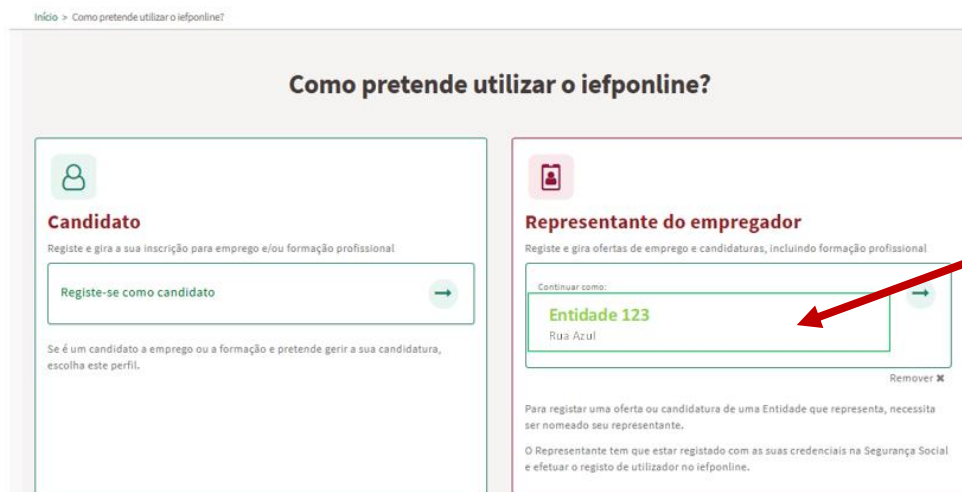 Início > Como pretende utilizar o iefponline?
Como pretende utilizar o iefponline?
Candidato
Registe e gira a sua inscrição para emprego e/ou formação profissional
Registe-se como candidato
Se é um candidato a emprego ou a formação e pretende gerir a sua candidatura,
escolha este perfil.
Representante do empregador
Registe e gira ofertas de emprego e candidaturas, incluindo formação profissional
Continuar como:
Entidade 123
Rua Azul
Remover ✖
Para registar uma oferta ou candidatura de uma Entidade que representa, necessita
ser nomeado seu representante.
O Representante tem que estar registado com as suas credenciais na Segurança Social
e efetuar o registo de utilizador no iefponline.